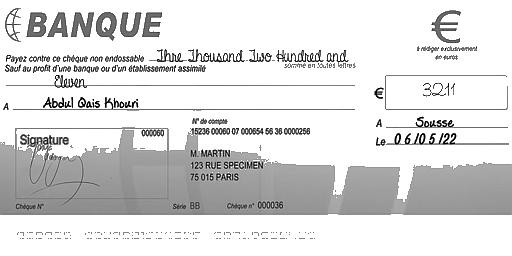 BANQUE
€
à rédiger exclusivement
en euros
Payez contre ce chèque non endossable Thre Thousand Two Hundred and
Sauf au profit d'une banque ou d'un établissement assimilé
somme en toutes lettres
Eleven
€ 3211
A Abdul Qais Khouri
A Sousse
Le 06/05/22
N° de compte
000060 15236 00060 07 000654 56 36 0000256
Signature
M. MARTIN
123 RUE SPECIMEN
75 015 PARIS
Chèque N° Série BB Chèque n° 000036